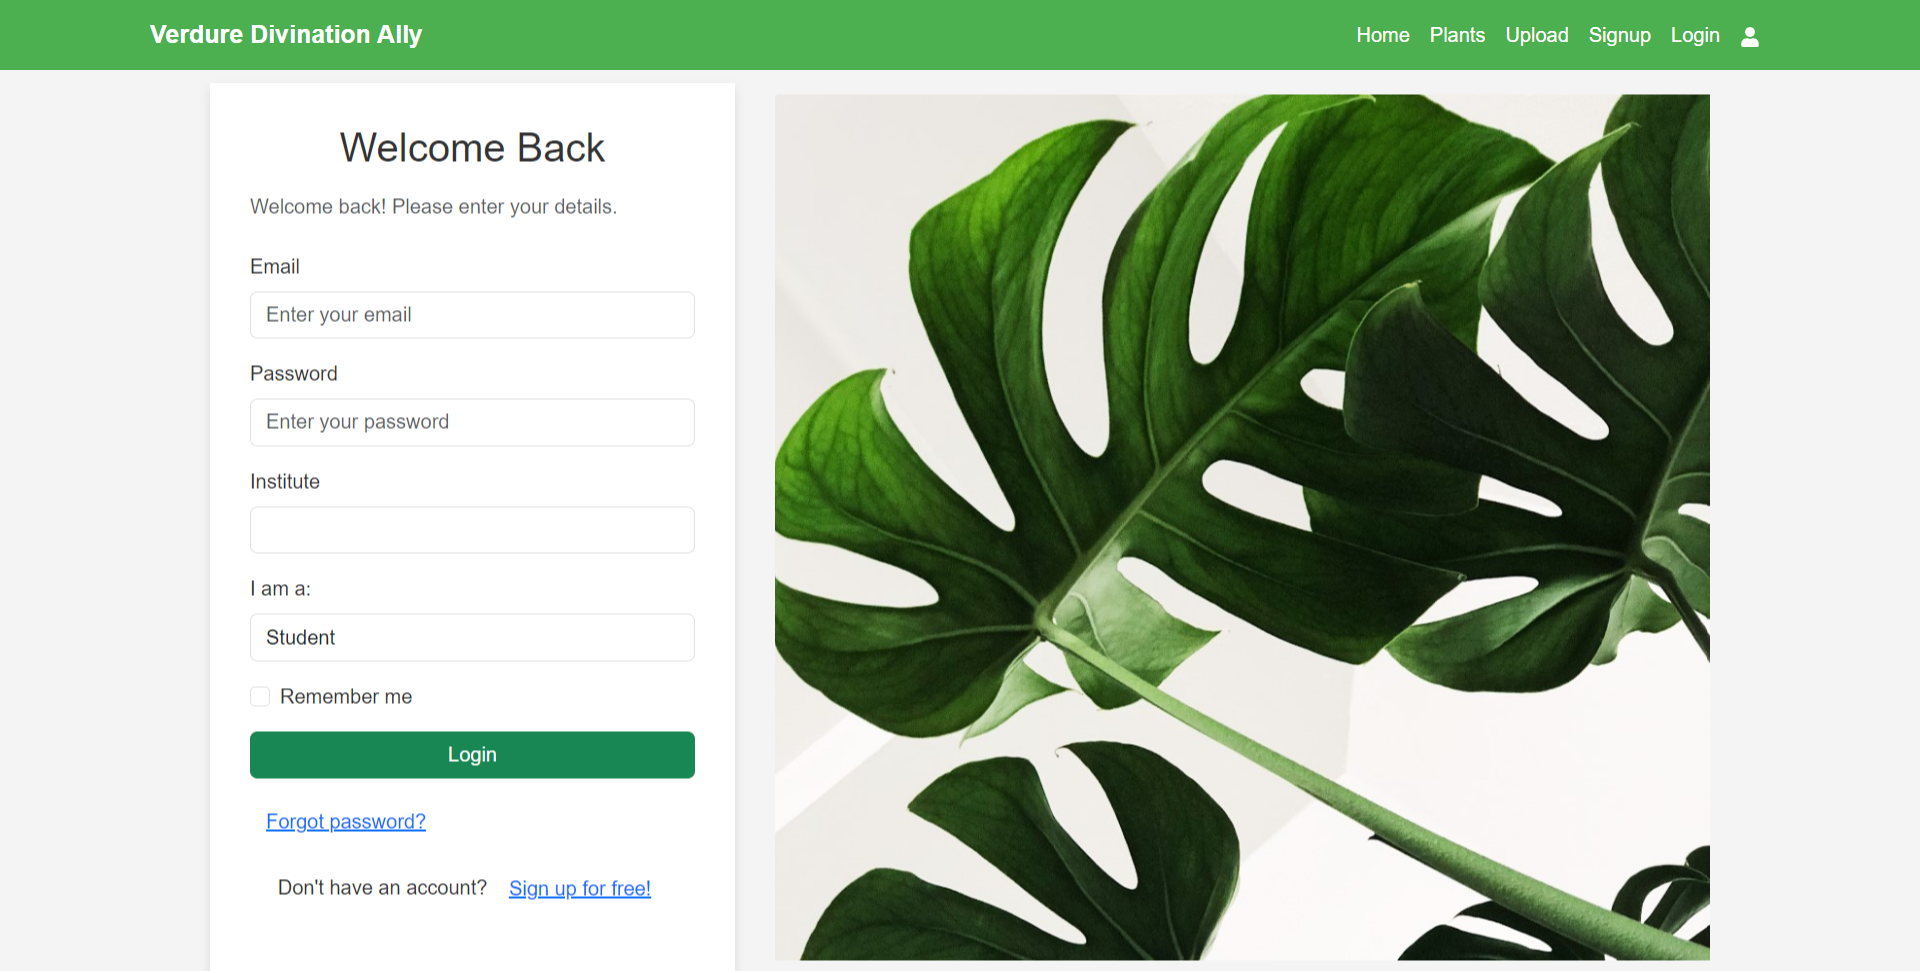 Verdure Divination Ally
Home Plants Upload Signup Login
Welcome Back
Welcome back! Please enter your details.
Email
Enter your email
Password
Enter your password
Institute
I am a:
Student
Remember me
Login
Forgot password?
Don't have an account? Sign up for free!